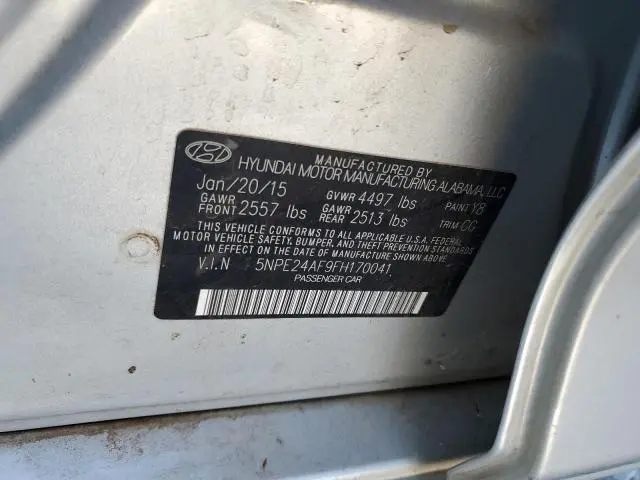 MANUFACTURED BY
HYUNDAI MOTOR MANUFACTURING ALABAMA, LLC
Jan/20/15 GVWR 4497 lbs PAINT Y8
GAWR FRONT 2557 lbs GAWR REAR 2513 lbs TRIM OG
THIS VEHICLE CONFORMS TO ALL APPLICABLE U.S. FEDERAL
MOTOR VEHICLE SAFETY, BUMPER, AND THEFT PREVENTION STANDARDS
IN EFFECT ON THE DATE OF MANUFACTURE SHOWN ABOVE.
V.I.N 5NPE24AF9FH170041
PASSENGER CAR